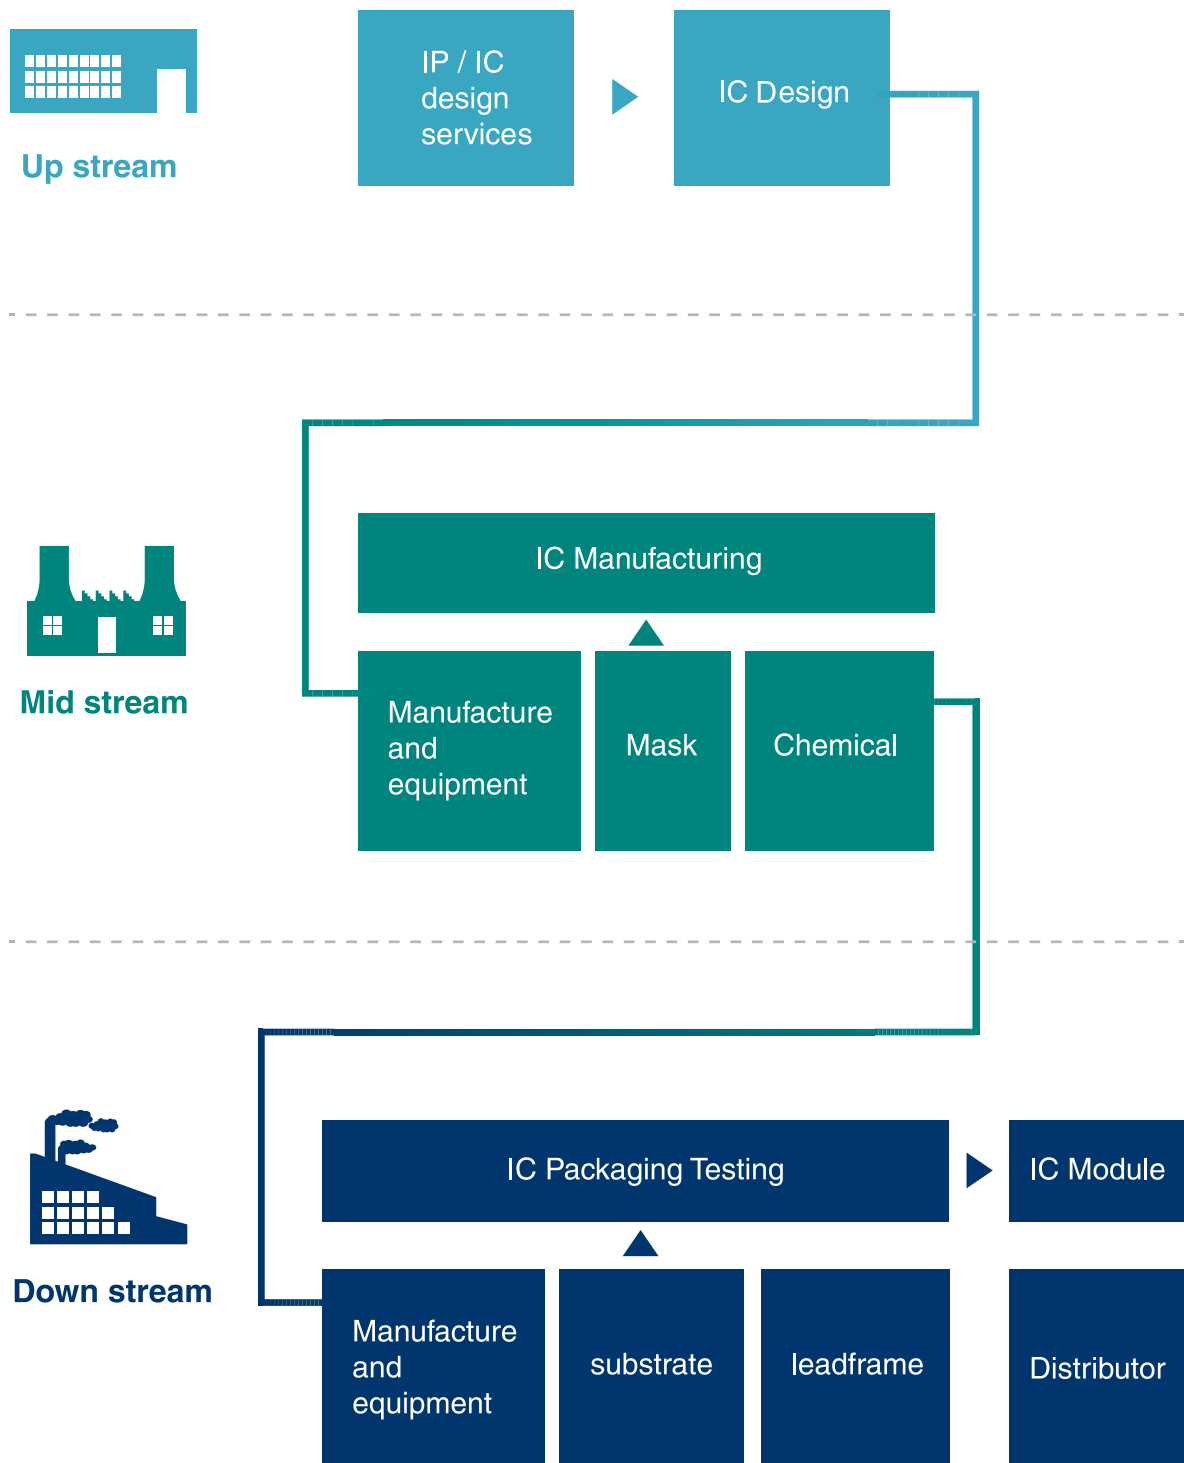 Up stream
IP / IC
design
services
IC Design
Mid stream
IC Manufacturing
Manufacture
and
equipment
Mask
Chemical
Down stream
IC Packaging Testing
IC Module
Manufacture
and
equipment
substrate
leadframe
Distributor